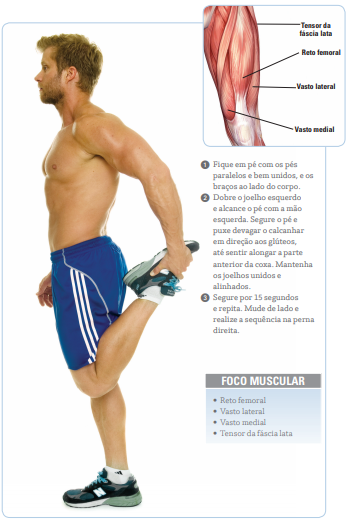 Tensor da
fáscia lata
Reto femoral
Vasto lateral
Vasto medial
1 Fique em pé com os pés
paralelos e bem unidos, e os
braços ao lado do corpo.
2 Dobre o joelho esquerdo
e alcance o pé com a mão
esquerda. Segure o pé e
puxe devagar o calcanhar
em direção aos glúteos,
até sentir alongar a parte
anterior da coxa. Mantenha
os joelhos unidos e
alinhados.
3 Segure por 15 segundos
e repita. Mude de lado e
realize a sequência na perna
direita.
FOCO MUSCULAR
• Reto femoral
• Vasto lateral
• Vasto medial
• Tensor da fáscia lata